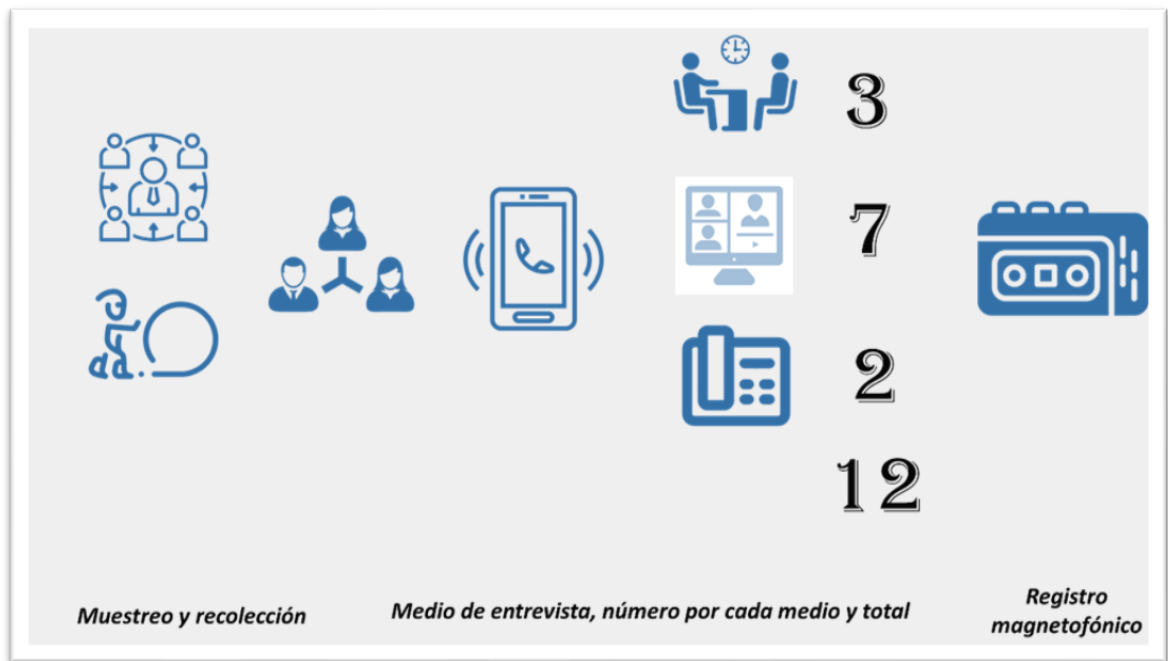 3
7
2
12
Muestreo y recolección
Medio de entrevista, número por cada medio y total
Registro
magnetofónico